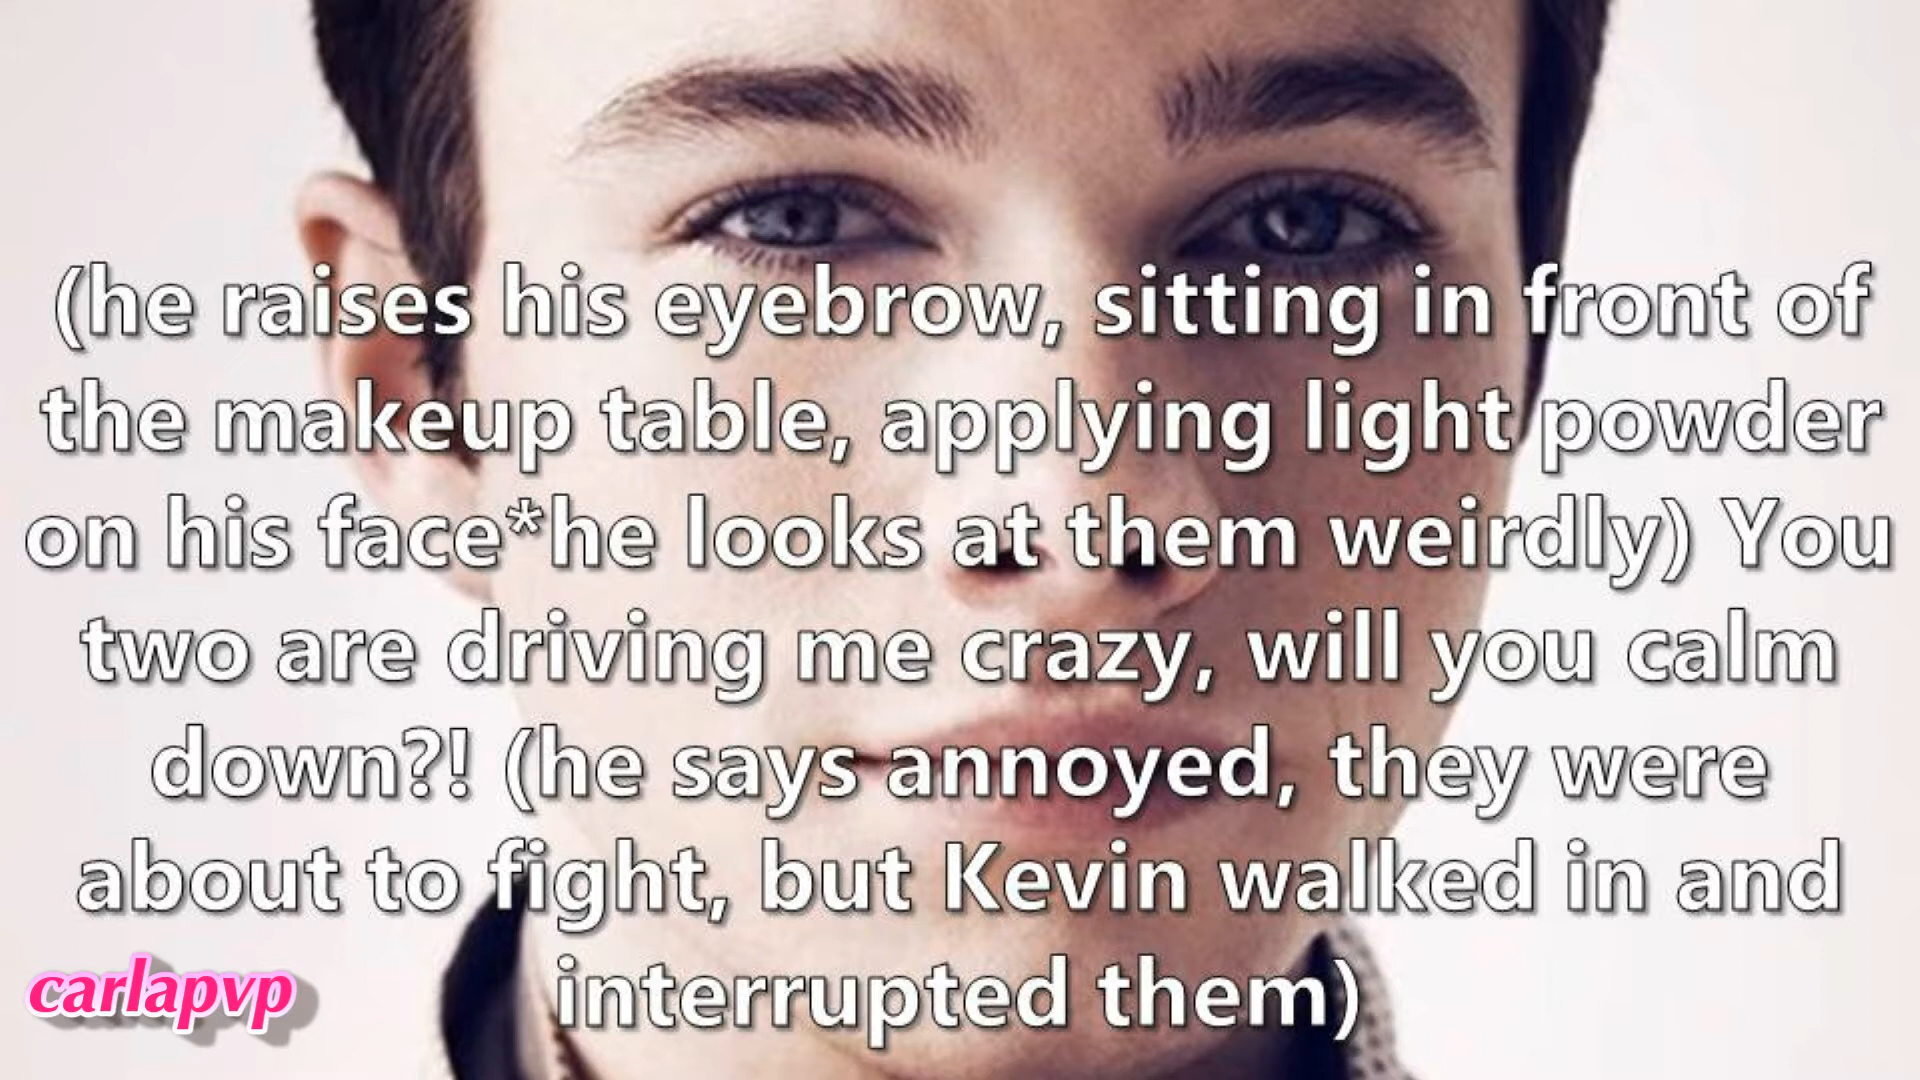 (he raises his eyebrow, sitting in front of
the makeup table, applying light powder
on his face*he looks at them weirdly) You
two are driving me crazy, will you calm
down?! (he says annoyed, they were
about to fight, but Kevin walked in and
interrupted them)
carlapvp